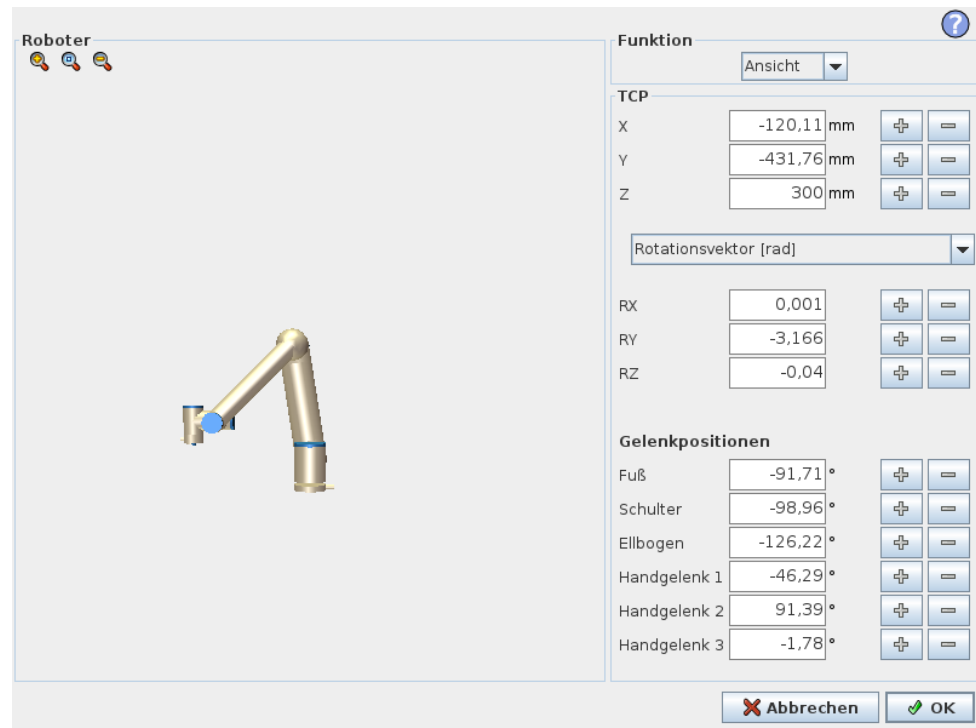 Roboter
Funktion
Ansicht
TCP
X -120,11 mm
Y -431,76 mm
Z 300 mm
Rotationsvektor [rad]
RX 0,001
RY -3,166
RZ -0,04
Gelenkpositionen
Fuß -91,71 °
Schulter -98,96 °
Ellbogen -126,22 °
Handgelenk 1 -46,29 °
Handgelenk 2 91,39 °
Handgelenk 3 -1,78 °
Abbrechen OK